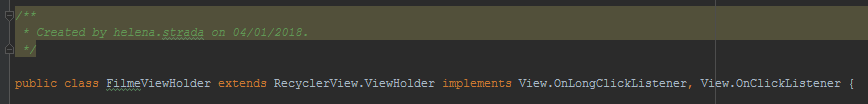 /**
 * Created by helena.strada on 04/01/2018.
 */
public class FilmeViewHolder extends RecyclerView.ViewHolder implements View.OnLongClickListener, View.OnClickListener {